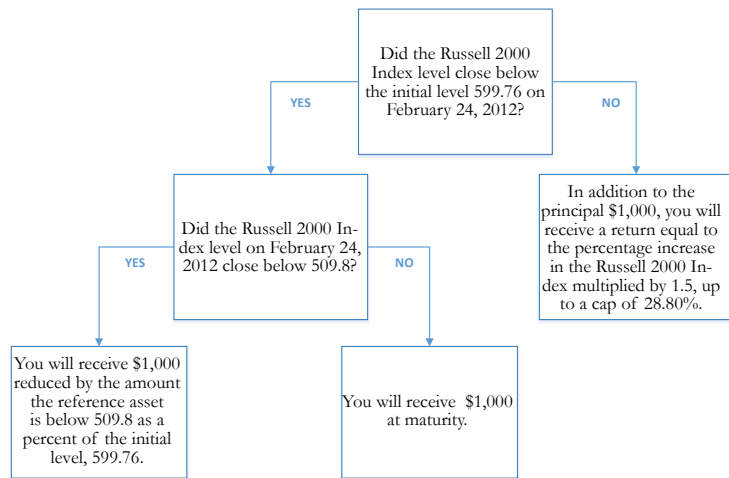 Did the Russell 2000
Index level close below
the initial level 599.76 on
February 24, 2012?
YES
NO
Did the Russell 2000 In-
dex level on February 24,
2012 close below 509.8?
In addition to the
principal $1,000, you will
receive a return equal to
the percentage increase
in the Russell 2000 In-
dex multiplied by 1.5, up
to a cap of 28.80%.
YES
NO
You will receive $1,000
reduced by the amount
the reference asset
is below 509.8 as a
percent of the initial
level, 599.76.
You will receive $1,000
at maturity.